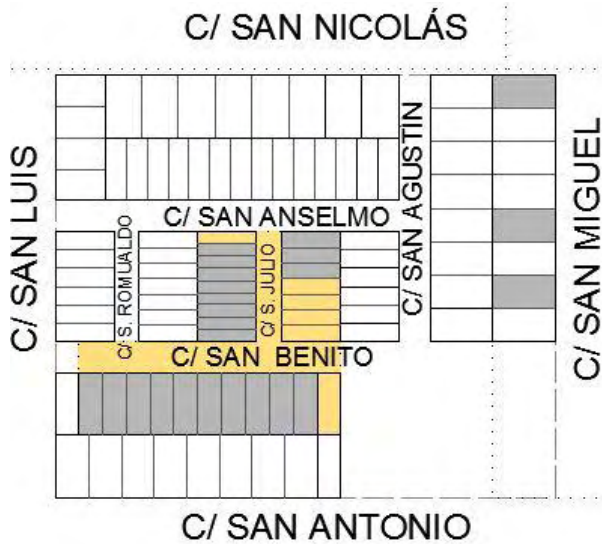 C/ SAN NICOLÁS
C/ SAN LUIS
C/ SAN ANSELMO
C/ SAN AGUSTIN
C/ SAN MIGUEL
C/ S. ROMUALDO
C/ S. JULIO
C/ SAN BENITO
C/ SAN ANTONIO